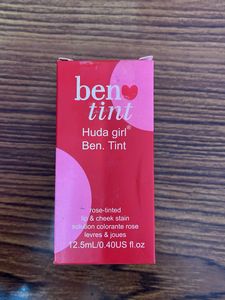 ben
tint
Huda girl®
Ben. Tint
rose-tinted
lip & cheek stain
solution colorante rose
levres & joues
12.5mL/0.40US fl.oz